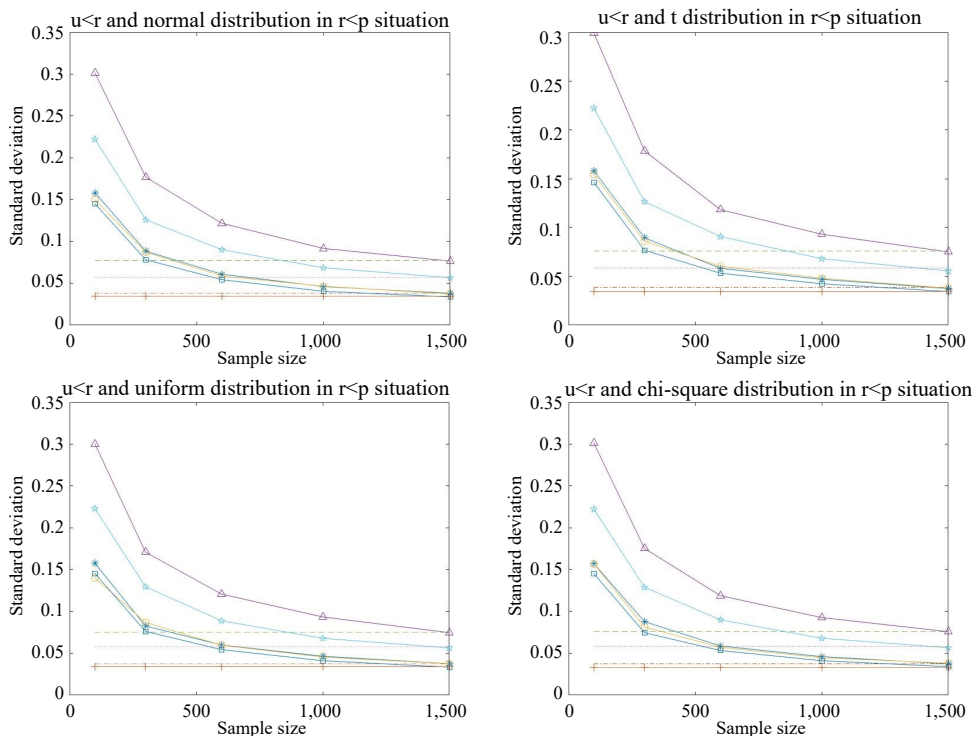 u<r and normal distribution in r<p situation
0.35
0.3
0.25
0.2
0.15
0.1
0.05
0
Standard deviation
0 500 1,000 1,500
Sample size
u<r and t distribution in r<p situation
0.3
0.25
0.2
0.15
0.1
0.05
0
Standard deviation
0 500 1,000 1,500
Sample size
u<r and uniform distribution in r<p situation
0.35
0.3
0.25
0.2
0.15
0.1
0.05
0
Standard deviation
0 500 1,000 1,500
Sample size
u<r and chi-square distribution in r<p situation
0.35
0.3
0.25
0.2
0.15
0.1
0.05
0
Standard deviation
0 500 1,000 1,500
Sample size